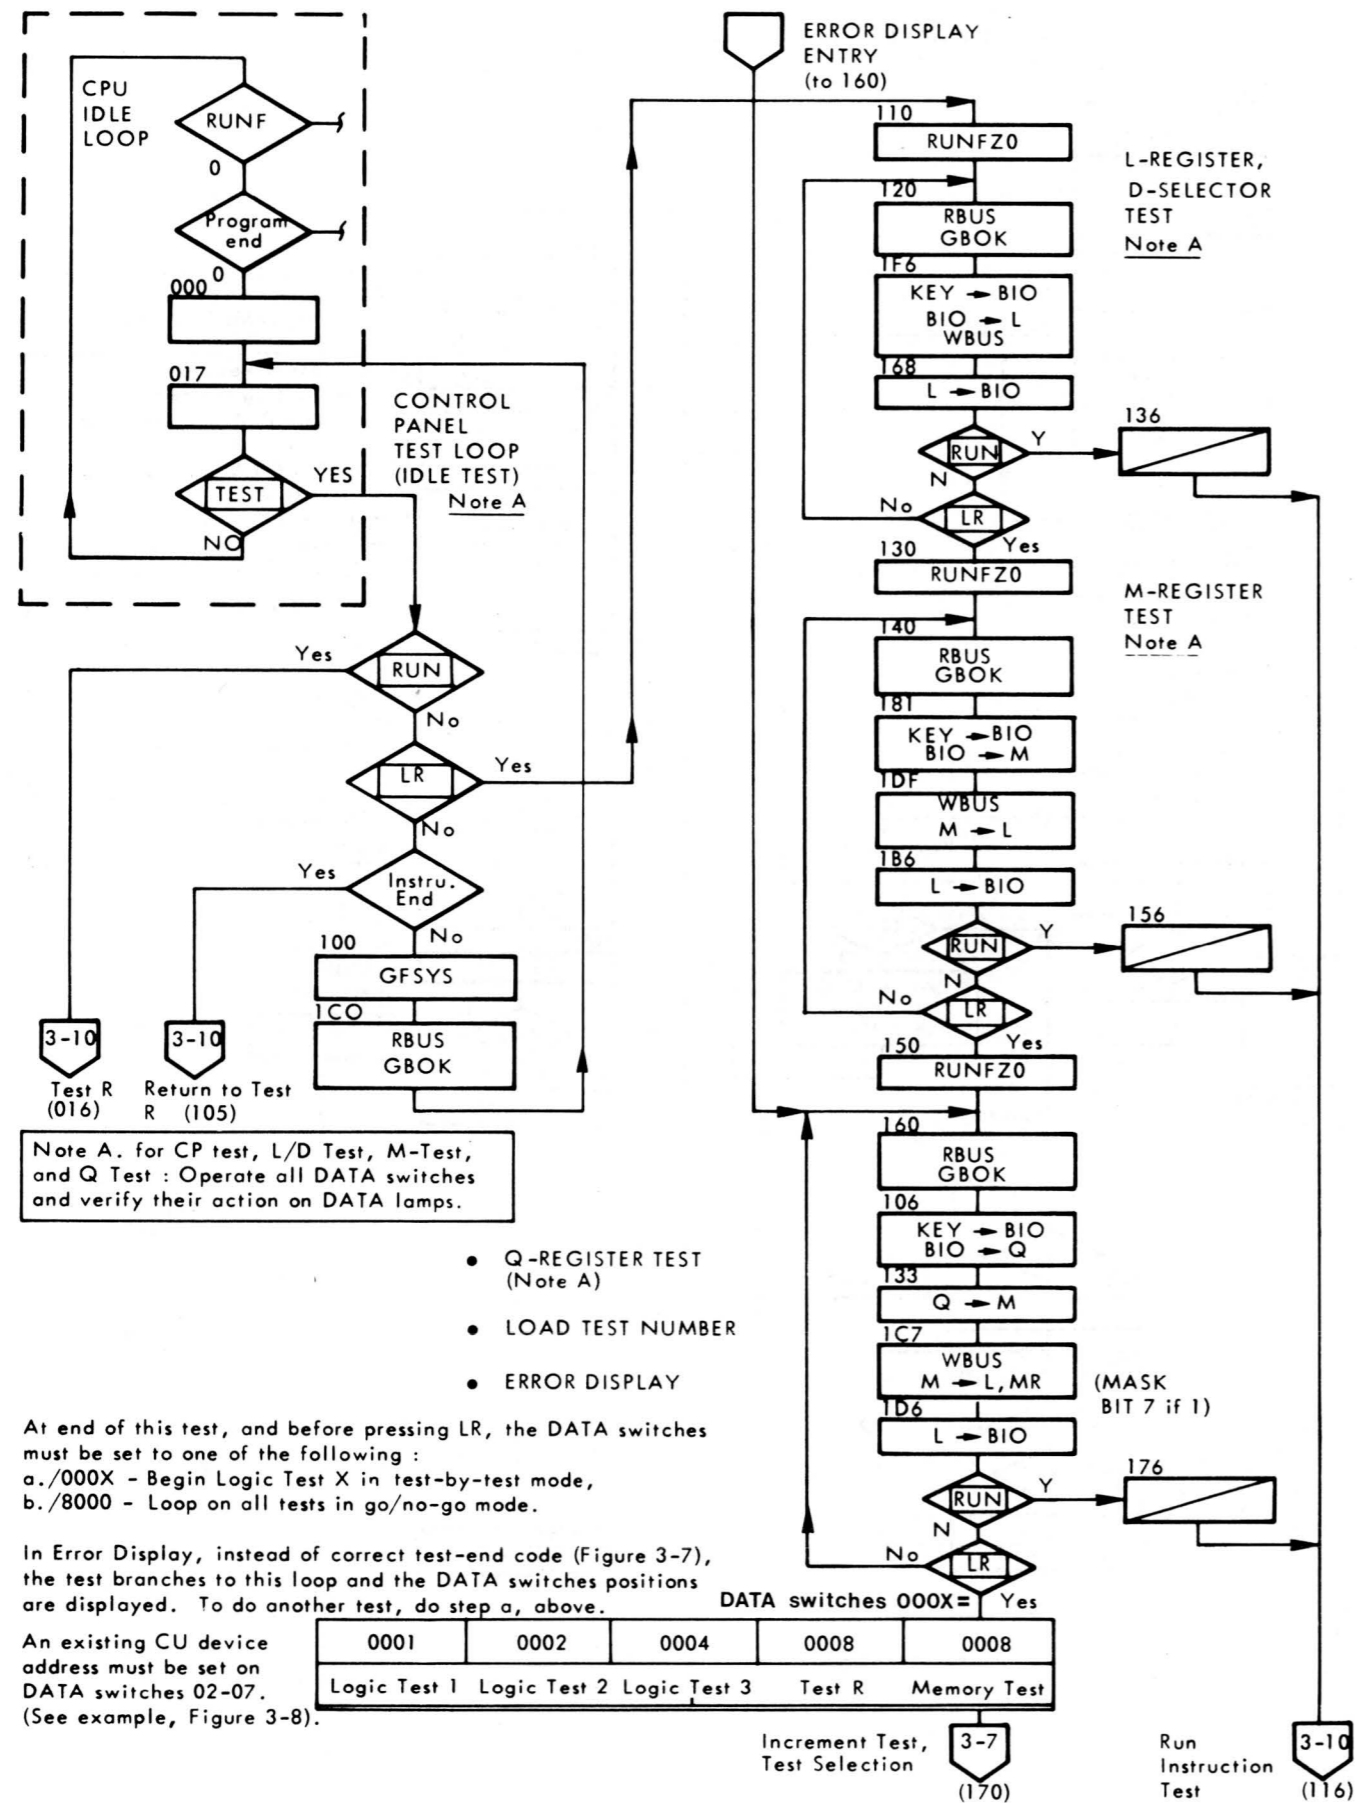 CPU
IDLE
LOOP
RUNF
0
Program
end
0
000
017
TEST
YES
NO
CONTROL
PANEL
TEST LOOP
(IDLE TEST)
Note A
Yes
RUN
No
LR
Yes
No
Yes
Instru.
End
No
100
GFSYS
1CO
RBUS
GBOK
3-10
Test R
(016)
3-10
Return to Test
R (105)
Note A. for CP test, L/D Test, M-Test,
and Q Test : Operate all DATA switches
and verify their action on DATA lamps.
ERROR DISPLAY
ENTRY
(to 160)
110
RUNFZ0
L-REGISTER,
D-SELECTOR
TEST
Note A
120
RBUS
GBOK
1F6
KEY → BIO
BIO → L
WBUS
168
L → BIO
RUN
Y
136
N
No
LR
Yes
130
RUNFZ0
M-REGISTER
TEST
Note A
140
RBUS
GBOK
181
KEY → BIO
BIO → M
1DF
WBUS
M → L
1B6
L → BIO
RUN
Y
156
N
No
LR
Yes
150
RUNFZ0
160
RBUS
GBOK
106
KEY → BIO
BIO → Q
133
Q → M
1C7
WBUS
M → L, MR
(MASK
BIT 7 if 1)
1D6
L → BIO
RUN
Y
176
N
No
LR
Yes
• Q-REGISTER TEST
(Note A)
• LOAD TEST NUMBER
• ERROR DISPLAY
At end of this test, and before pressing LR, the DATA switches
must be set to one of the following :
a./000X - Begin Logic Test X in test-by-test mode,
b./8000 - Loop on all tests in go/no-go mode.
In Error Display, instead of correct test-end code (Figure 3-7),
the test branches to this loop and the DATA switches positions
are displayed. To do another test, do step a, above.
An existing CU device
address must be set on
DATA switches 02-07.
(See example, Figure 3-8).
DATA switches 000X=
0001 0002 0004 0008 0008
Logic Test 1 Logic Test 2 Logic Test 3 Test R Memory Test
Increment Test,
Test Selection
3-7
(170)
Run
Instruction
Test
3-10
(116)